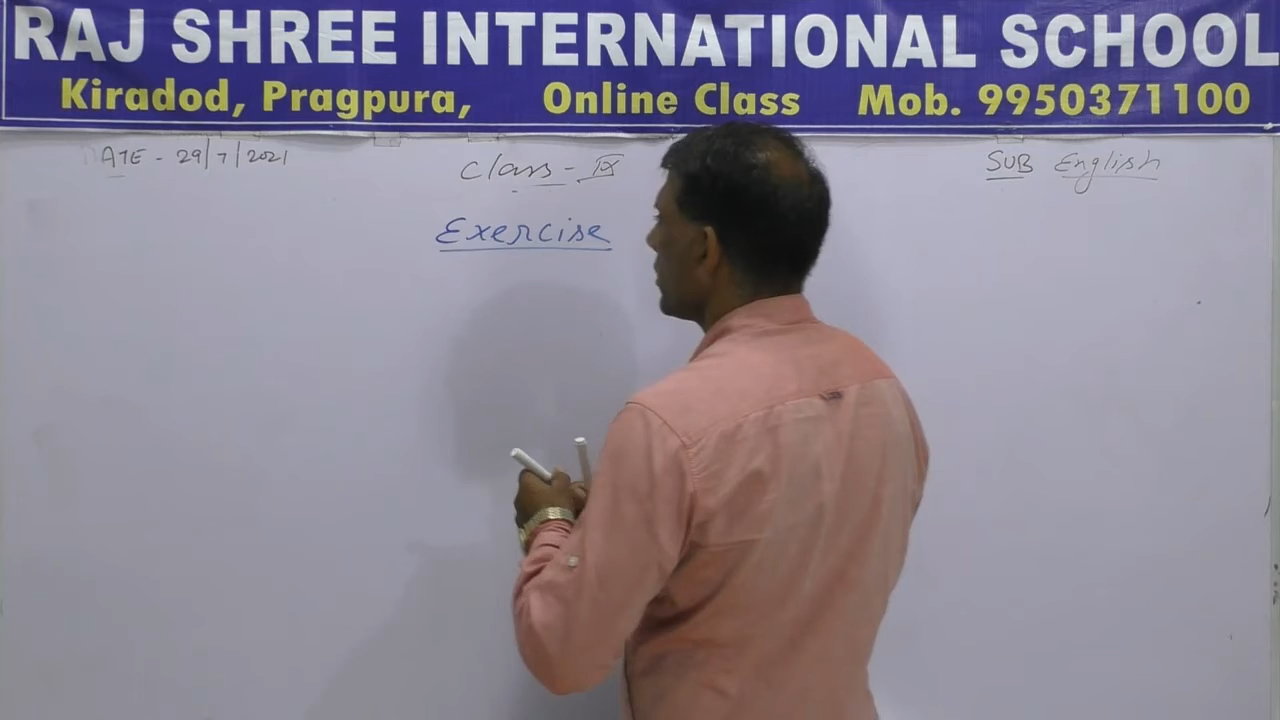 RAJ SHREE INTERNATIONAL SCHOOL
Kiradod, Pragpura, Online Class Mob. 9950371100
ATE - 29/7/2021 Class - IX SUB English
Exercise